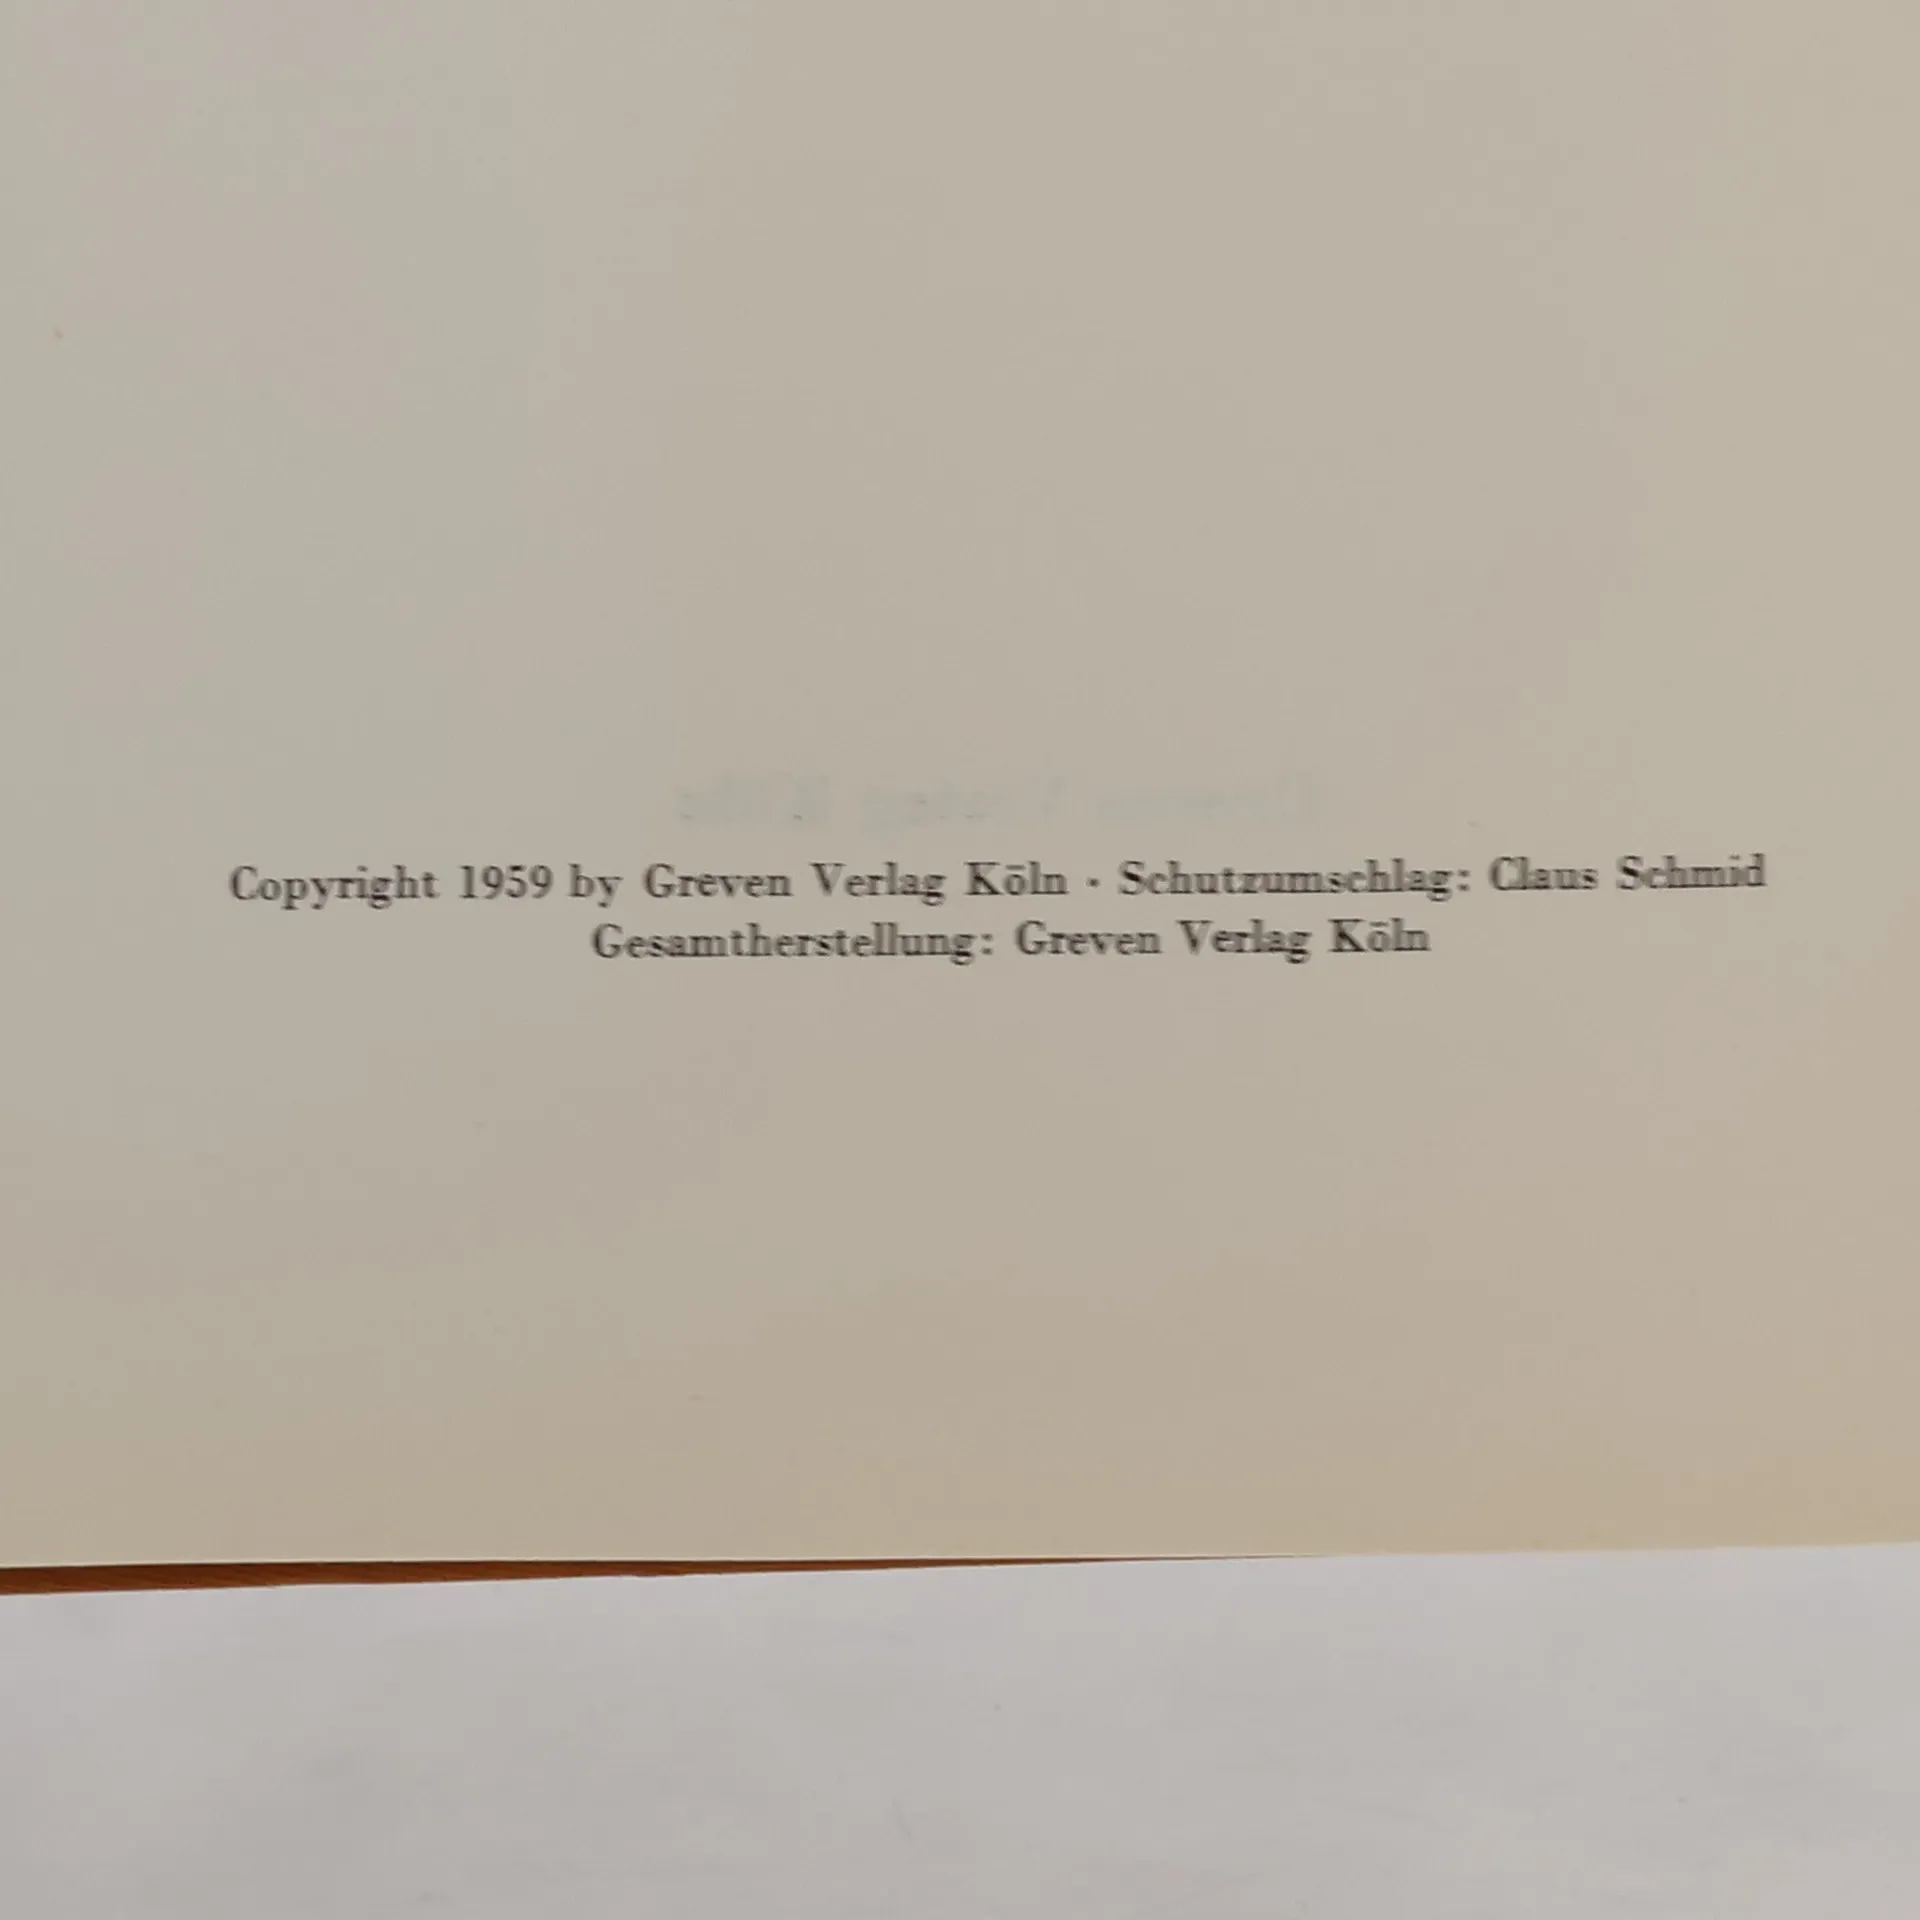 Copyright 1959 by Greven Verlag Köln · Schutzumschlag: Claus Schmid
Gesamtherstellung: Greven Verlag Köln